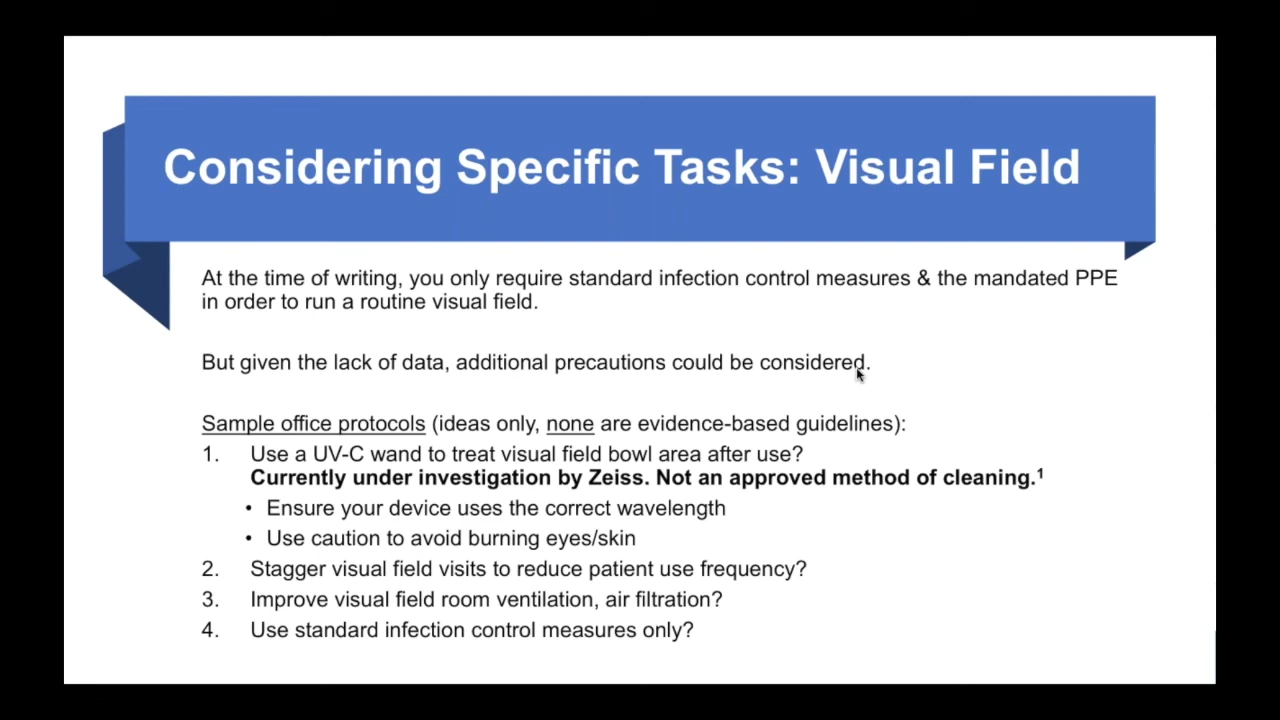 Considering Specific Tasks: Visual Field
At the time of writing, you only require standard infection control measures & the mandated PPE
in order to run a routine visual field.
But given the lack of data, additional precautions could be considered.
Sample office protocols (ideas only, none are evidence-based guidelines):
1. Use a UV-C wand to treat visual field bowl area after use?
Currently under investigation by Zeiss. Not an approved method of cleaning.¹
• Ensure your device uses the correct wavelength
• Use caution to avoid burning eyes/skin
2. Stagger visual field visits to reduce patient use frequency?
3. Improve visual field room ventilation, air filtration?
4. Use standard infection control measures only?